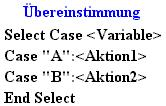 Übereinstimmung
Select Case <Variable>
Case "A":<Aktion1>
Case "B":<Aktion2>
End Select